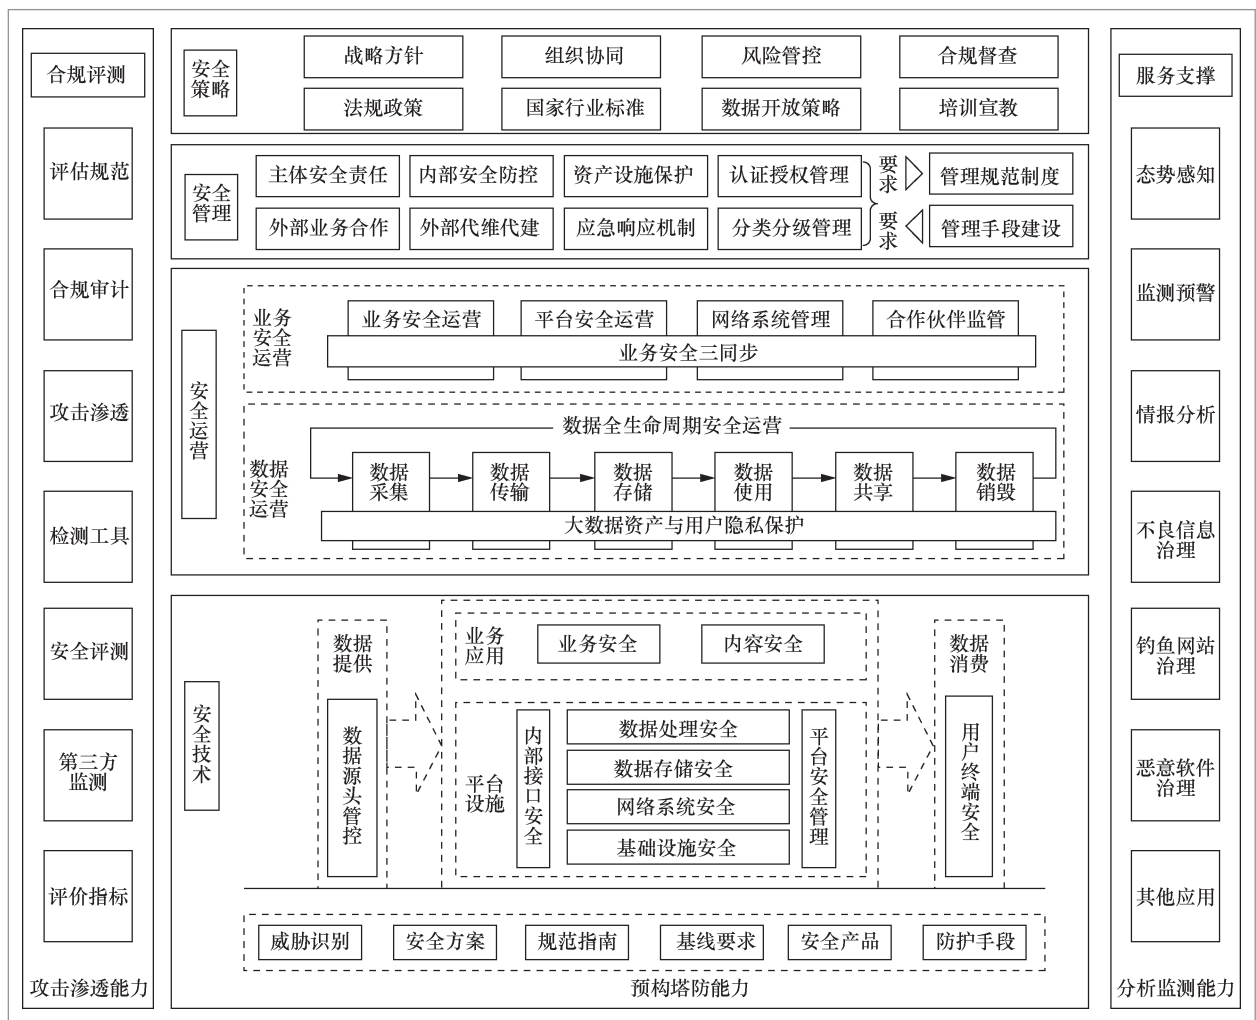 合规评测
评估规范
合规审计
攻击渗透
检测工具
安全评测
第三方
监测
评价指标
攻击渗透能力
安全
策略
战略方针
组织协同
风险管控
合规督查
法规政策
国家行业标准
数据开放策略
培训宣教
安全
管理
主体安全责任
内部安全防控
资产设施保护
认证授权管理
要求
管理规范制度
外部业务合作
外部代维代建
应急响应机制
分类分级管理
要求
管理手段建设
安全运营
业务
安全
运营
业务安全运营
平台安全运营
网络系统管理
合作伙伴监管
业务安全三同步
数据
安全
运营
数据全生命周期安全运营
数据
采集
数据
传输
数据
存储
数据
使用
数据
共享
数据
销毁
大数据资产与用户隐私保护
安全技术
数据
提供
数据源头管控
业务
应用
业务安全
内容安全
平台
设施
内部接口安全
数据处理安全
数据存储安全
网络系统安全
基础设施安全
平台安全管理
数据
消费
用户终端安全
威胁识别
安全方案
规范指南
基线要求
安全产品
防护手段
预构塔防能力
服务支撑
态势感知
监测预警
情报分析
不良信息
治理
钓鱼网站
治理
恶意软件
治理
其他应用
分析监测能力